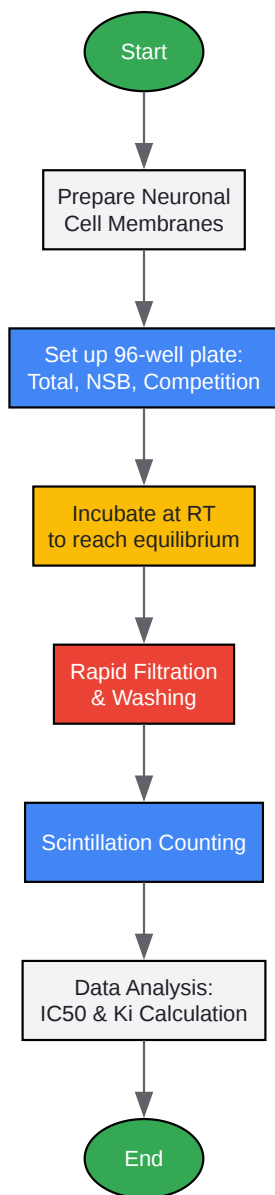 Start
Prepare Neuronal
Cell Membranes
Set up 96-well plate:
Total, NSB, Competition
Incubate at RT
to reach equilibrium
Rapid Filtration
& Washing
Scintillation Counting
Data Analysis:
IC50 & Ki Calculation
End